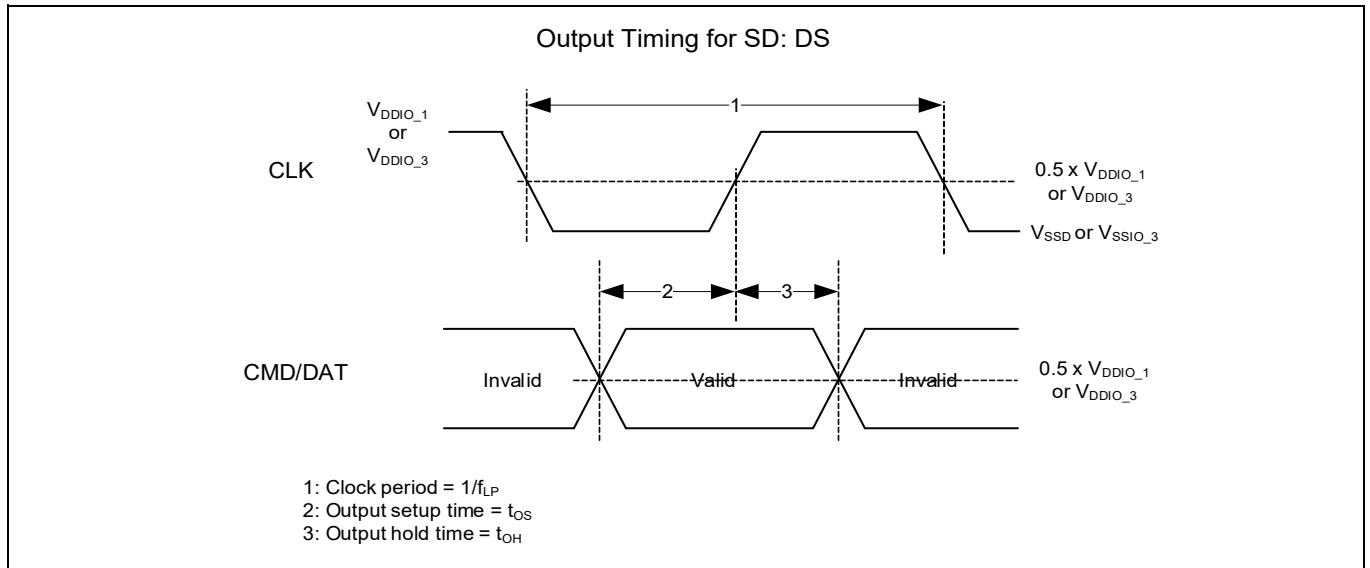 Output Timing for SD: DS
V_DDIO_1
or
V_DDIO_3
1
CLK
0.5 x V_DDIO_1
or V_DDIO_3
V_SSD or V_SSIO_3
2
3
CMD/DAT
Invalid
Valid
Invalid
0.5 x V_DDIO_1
or V_DDIO_3
1: Clock period = 1/f_LP
2: Output setup time = t_OS
3: Output hold time = t_OH